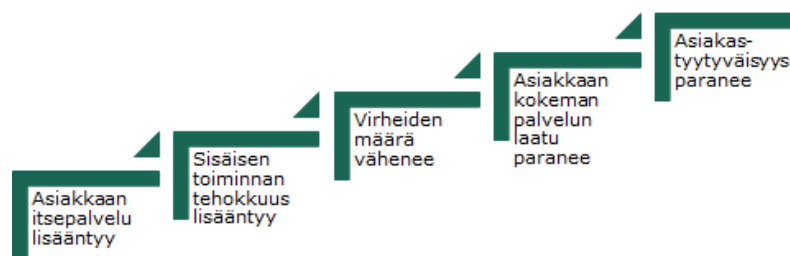 Asiakkaan
itsepalvelu
lisääntyy
Sisäisen
toiminnan
tehokkuus
lisääntyy
Virheiden
määrä
vähenee
Asiakkaan
kokeman
palvelun
laatu
paranee
Asiakas-
tyytyväisyys
paranee